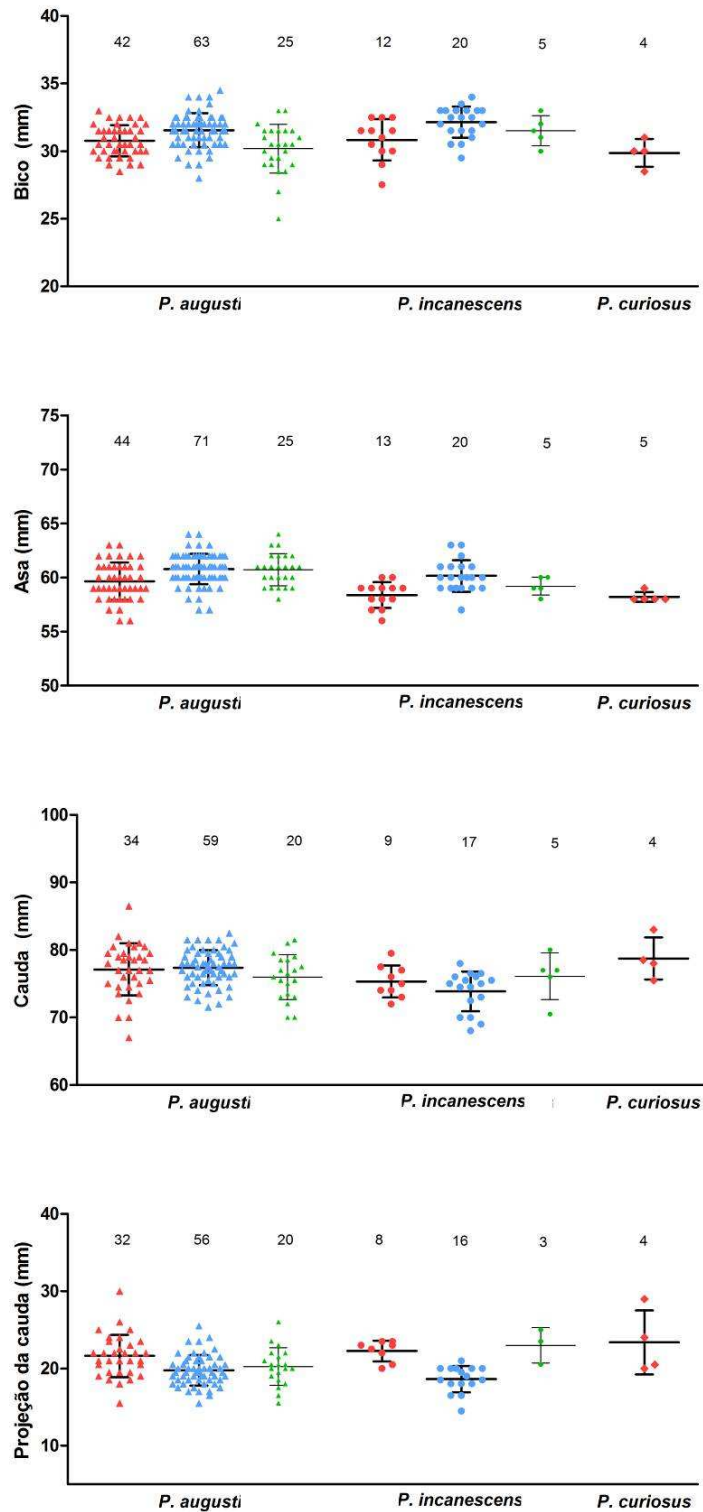 40
42 63 25 12 20 5 4
35
30
25
20
Bico (mm)
P. augusti P. incanescens P. curiosus
75
44 71 25 13 20 5 5
70
65
60
55
50
Asa (mm)
P. augusti P. incanescens P. curiosus
100
34 59 20 9 17 5 4
90
80
70
60
Cauda (mm)
P. augusti P. incanescens P. curiosus
40
32 56 20 8 16 3 4
30
20
10
Projeção da cauda (mm)
P. augusti P. incanescens P. curiosus